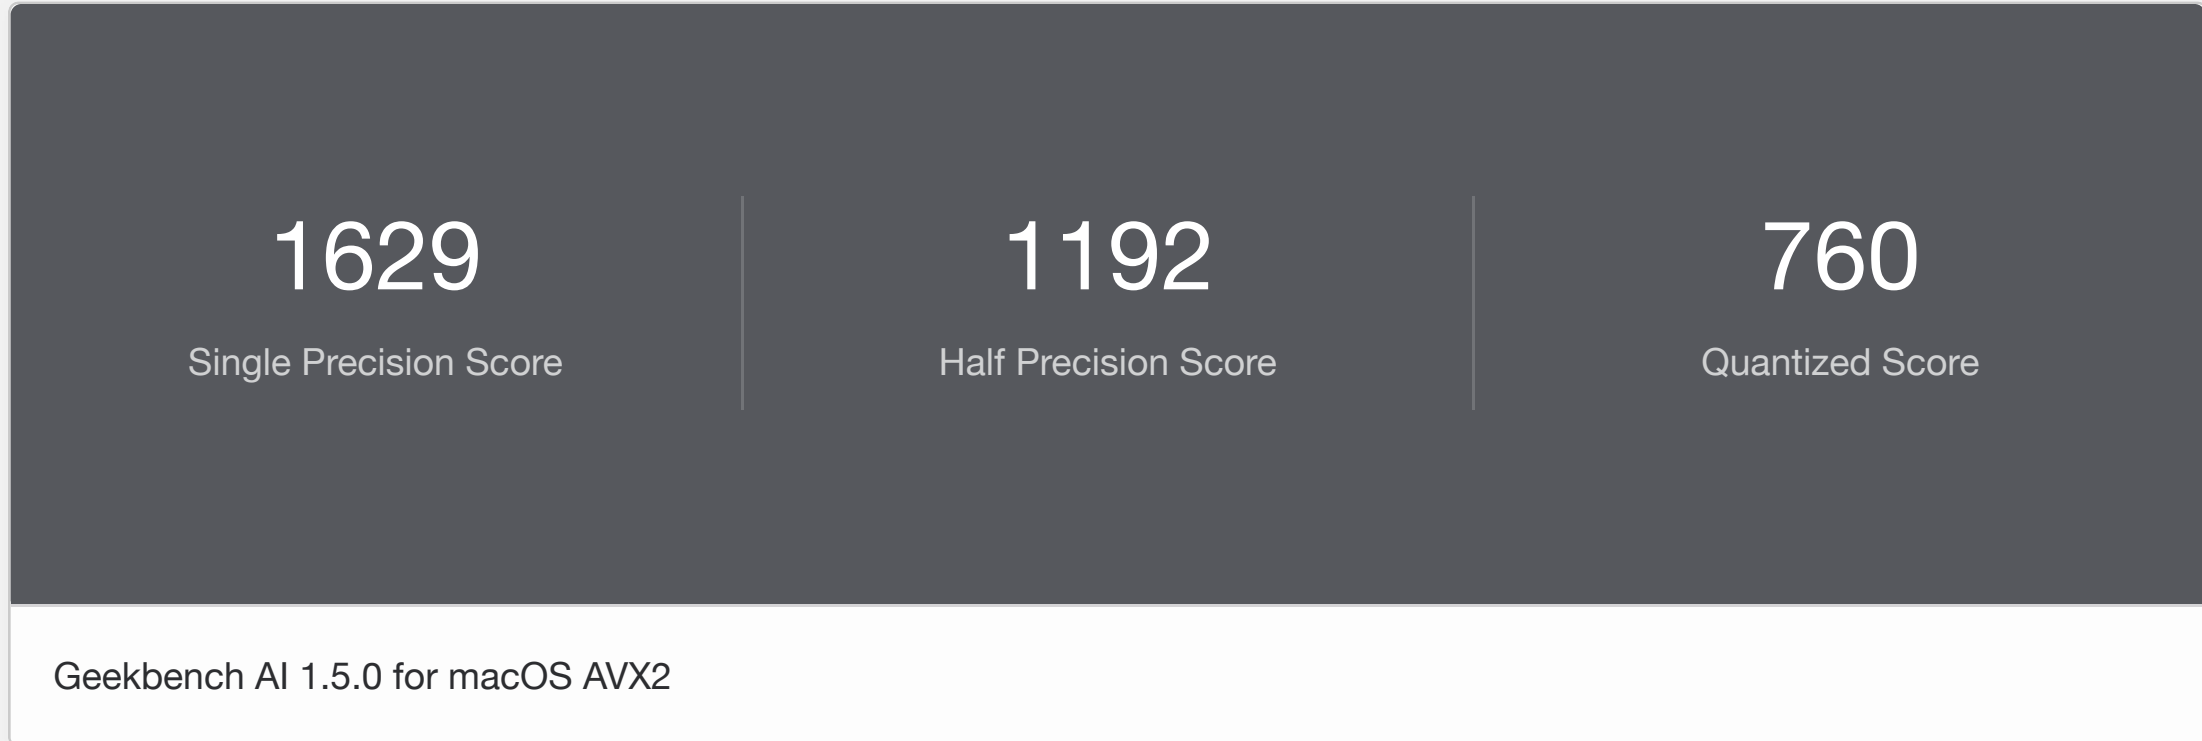 1629
Single Precision Score
1192
Half Precision Score
760
Quantized Score
Geekbench AI 1.5.0 for macOS AVX2